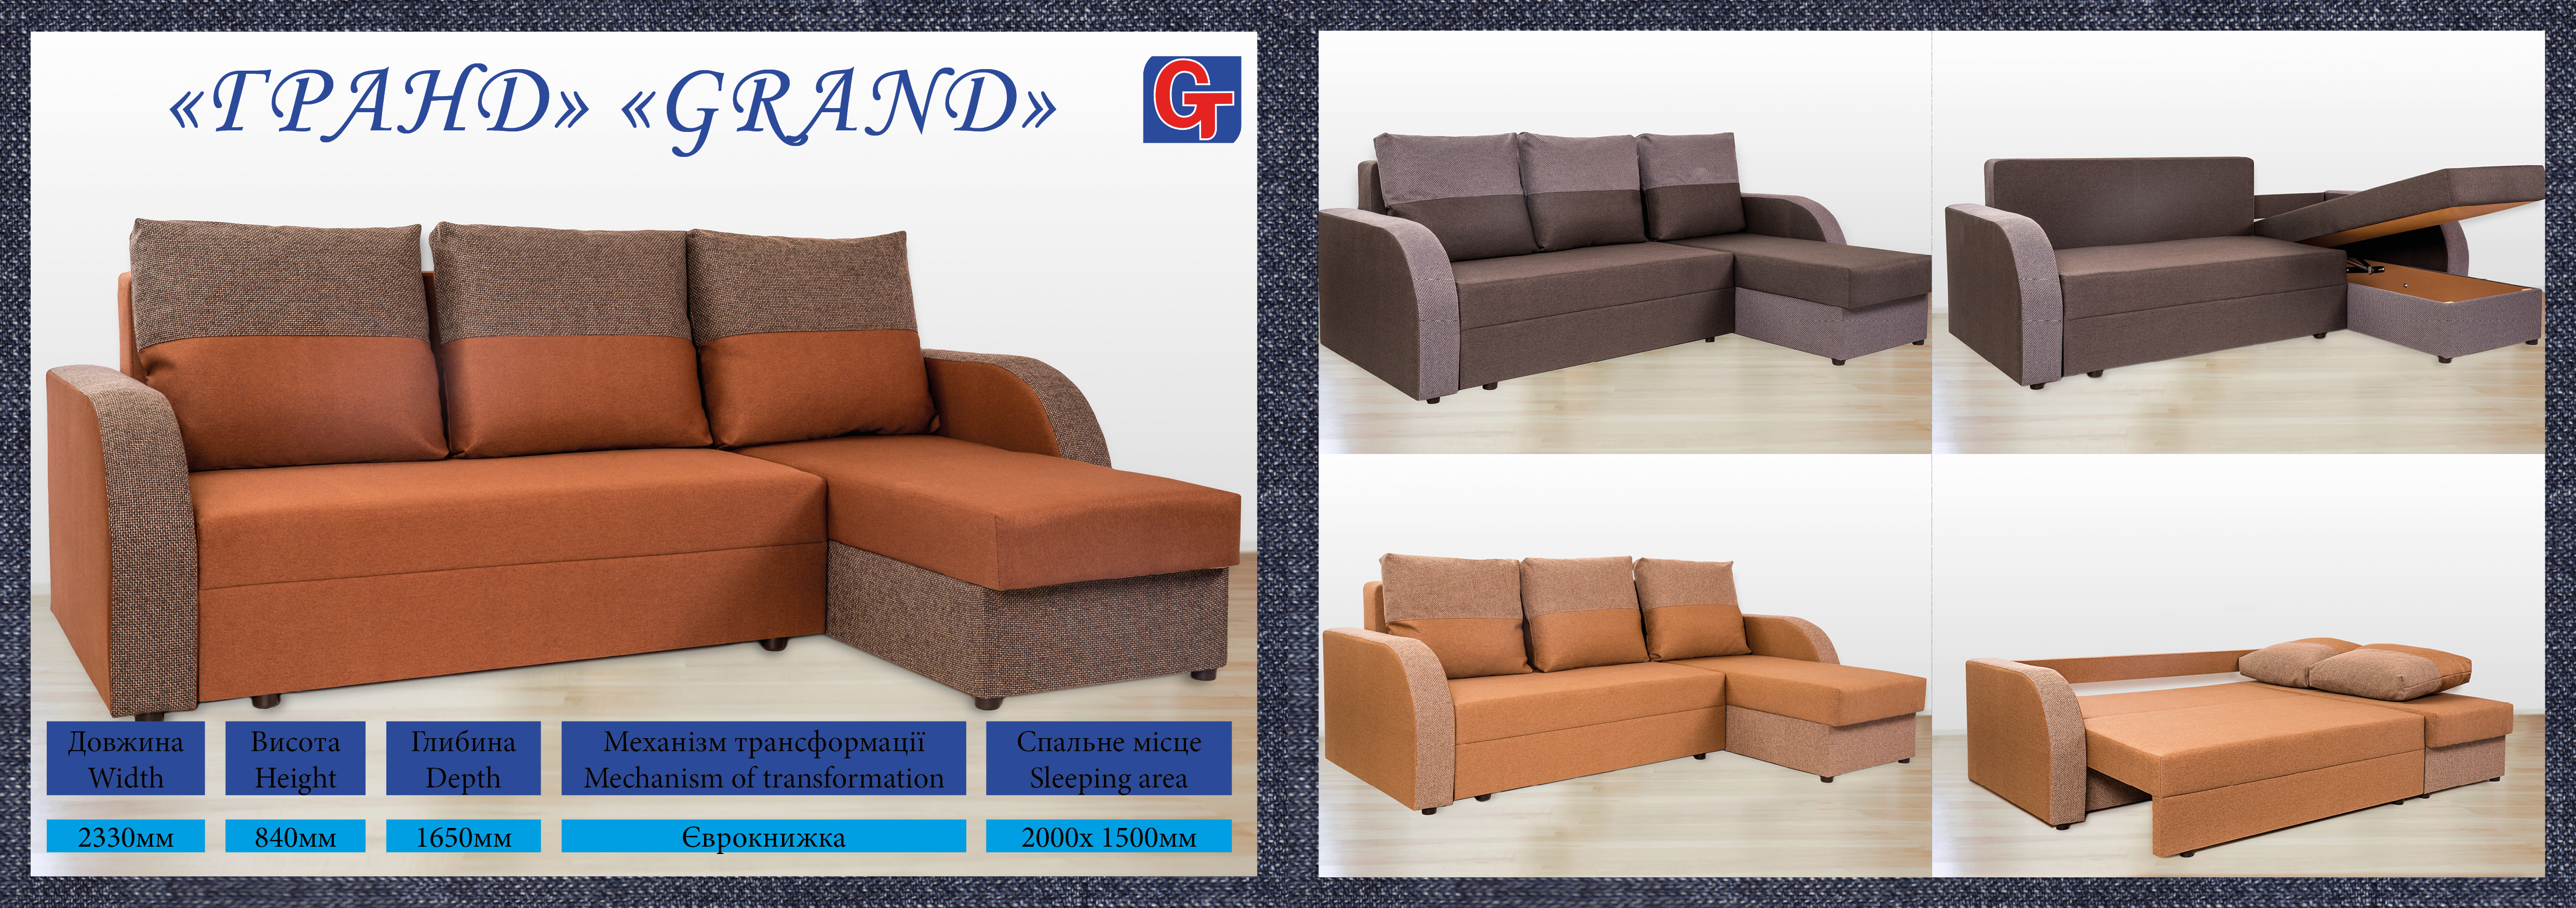 «ГРАНД» «GRAND»
GT
Довжина
Width
Висота
Height
Глибина
Depth
Механізм трансформації
Mechanism of transformation
Спальне місце
Sleeping area
2330мм
840мм
1650мм
Єврокнижка
2000х 1500мм